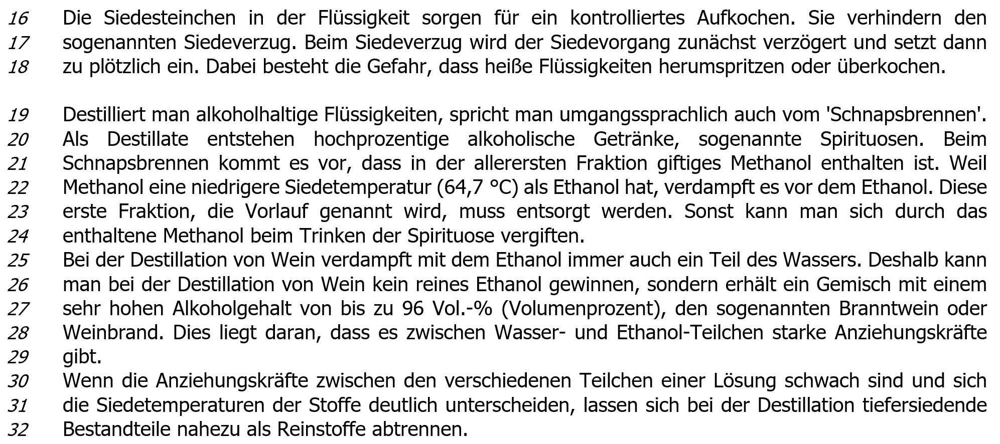 16 Die Siedesteinchen in der Flüssigkeit sorgen für ein kontrolliertes Aufkochen. Sie verhindern den
17 sogenannten Siedeverzug. Beim Siedeverzug wird der Siedevorgang zunächst verzögert und setzt dann
18 zu plötzlich ein. Dabei besteht die Gefahr, dass heiße Flüssigkeiten herumspritzen oder überkochen.
19 Destilliert man alkoholhaltige Flüssigkeiten, spricht man umgangssprachlich auch vom 'Schnapsbrennen'.
20 Als Destillate entstehen hochprozentige alkoholische Getränke, sogenannte Spirituosen. Beim
21 Schnapsbrennen kommt es vor, dass in der allerersten Fraktion giftiges Methanol enthalten ist. Weil
22 Methanol eine niedrigere Siedetemperatur (64,7 °C) als Ethanol hat, verdampft es vor dem Ethanol. Diese
23 erste Fraktion, die Vorlauf genannt wird, muss entsorgt werden. Sonst kann man sich durch das
24 enthaltene Methanol beim Trinken der Spirituose vergiften.
25 Bei der Destillation von Wein verdampft mit dem Ethanol immer auch ein Teil des Wassers. Deshalb kann
26 man bei der Destillation von Wein kein reines Ethanol gewinnen, sondern erhält ein Gemisch mit einem
27 sehr hohen Alkoholgehalt von bis zu 96 Vol.-% (Volumenprozent), den sogenannten Branntwein oder
28 Weinbrand. Dies liegt daran, dass es zwischen Wasser- und Ethanol-Teilchen starke Anziehungskräfte
29 gibt.
30 Wenn die Anziehungskräfte zwischen den verschiedenen Teilchen einer Lösung schwach sind und sich
31 die Siedetemperaturen der Stoffe deutlich unterscheiden, lassen sich bei der Destillation tiefersiedende
32 Bestandteile nahezu als Reinstoffe abtrennen.